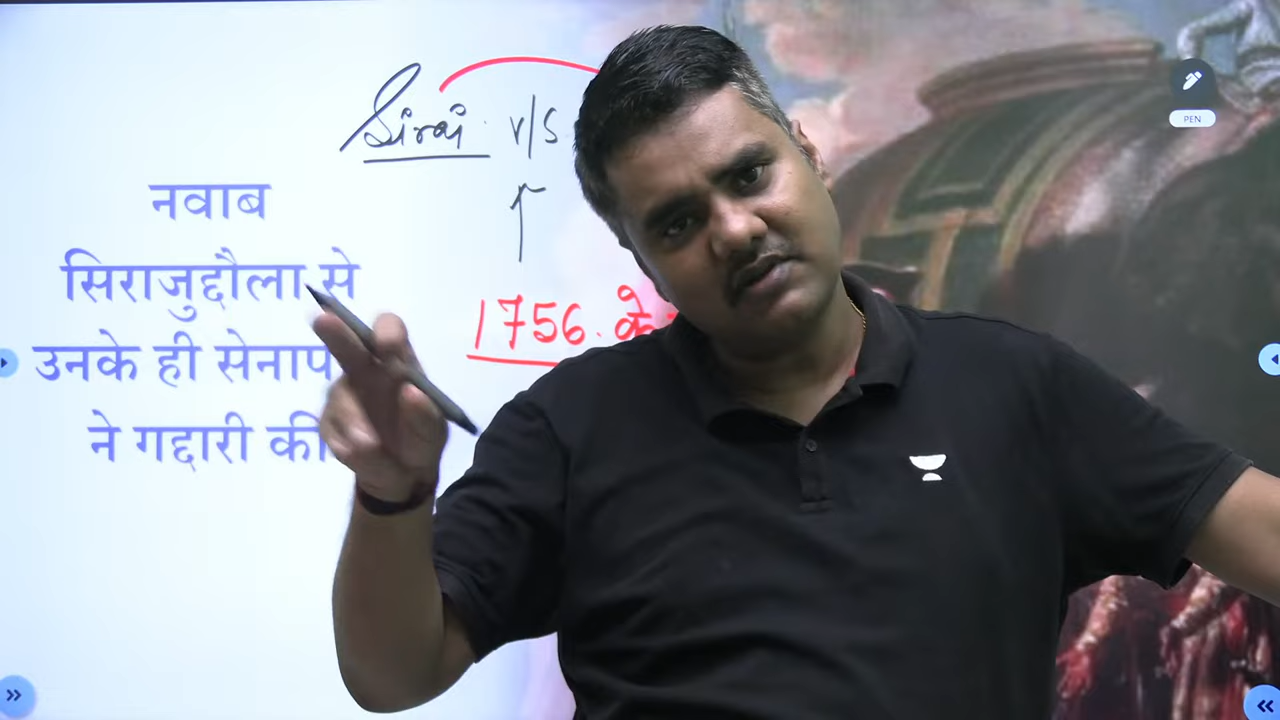 Siraj v/s
नवाब
सिराजुद्दौला से
उनके ही सेनाप
ने गद्दारी की
1756. के
PEN